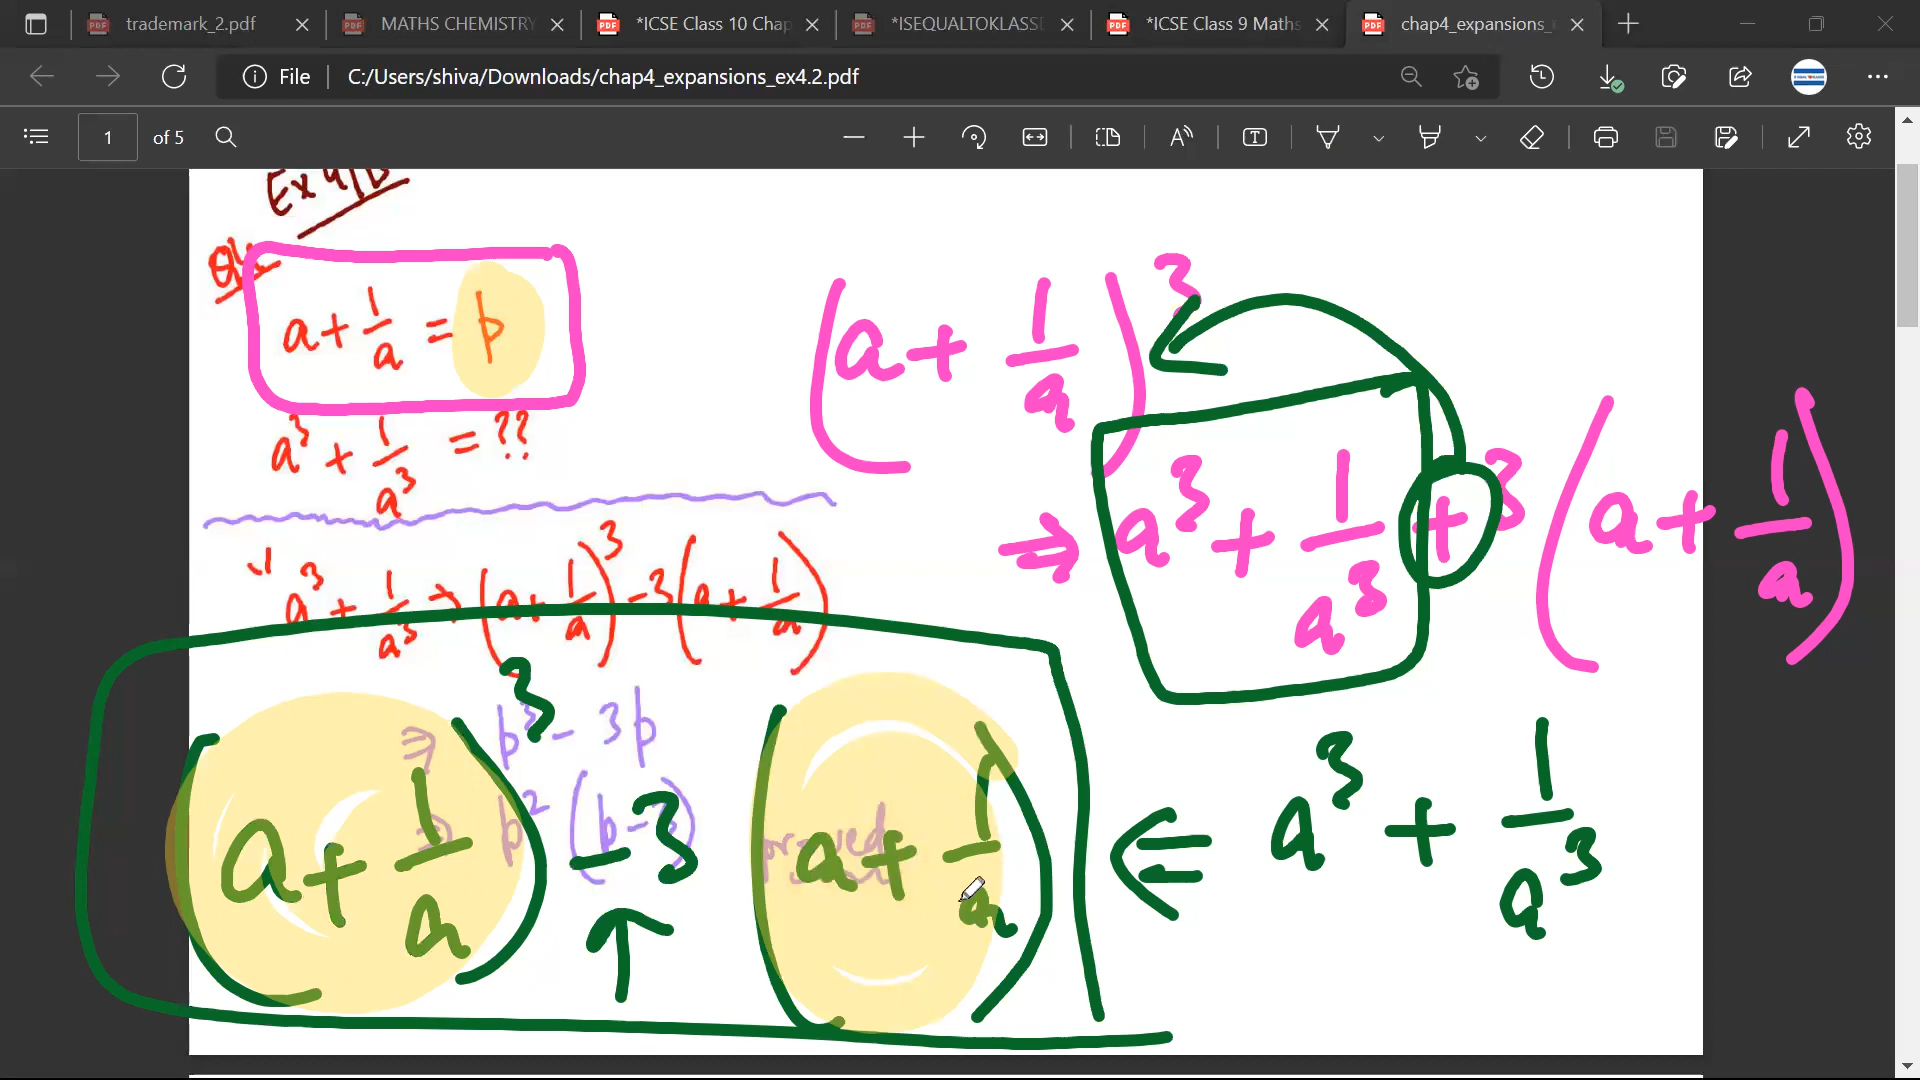 trademark_2.pdf
MATHS CHEMISTRY
*ICSE Class 10 Chap
*ISEQUALTOKLASSE
*ICSE Class 9 Maths
chap4_expansions_
File
C:/Users/shiva/Downloads/chap4_expansions_ex4.2.pdf
1 of 5
a + 1/a = p
(a + 1/a)³
a³ + 1/a³ = ??
⇒ a³ + 1/a³ + 3(a + 1/a)
a³ + 1/a³ → (a + 1/a)³ - 3(a + 1/a)
⇒ p³ - 3p
⇒ p² (p-3) proved
(a + 1/a)³ - 3 (a + 1/a) ⇐ a³ + 1/a³